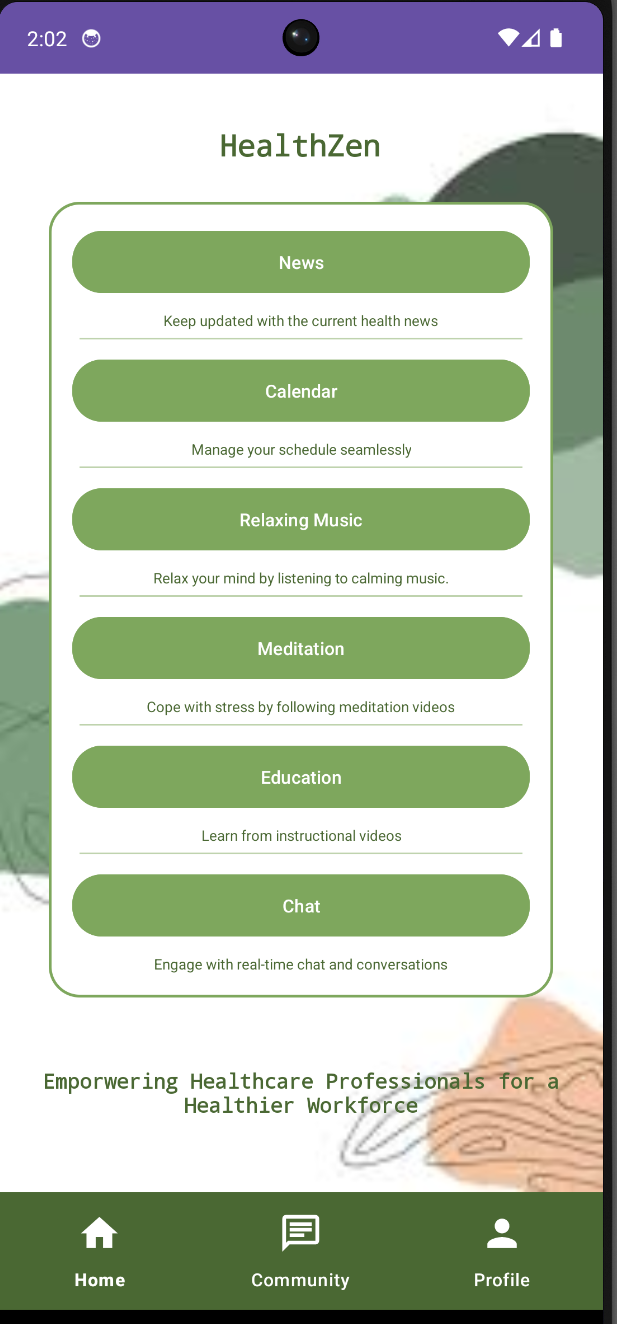 2:02
HealthZen
News
Keep updated with the current health news
Calendar
Manage your schedule seamlessly
Relaxing Music
Relax your mind by listening to calming music.
Meditation
Cope with stress by following meditation videos
Education
Learn from instructional videos
Chat
Engage with real-time chat and conversations
Emporwering Healthcare Professionals for a
Healthier Workforce
Home Community Profile